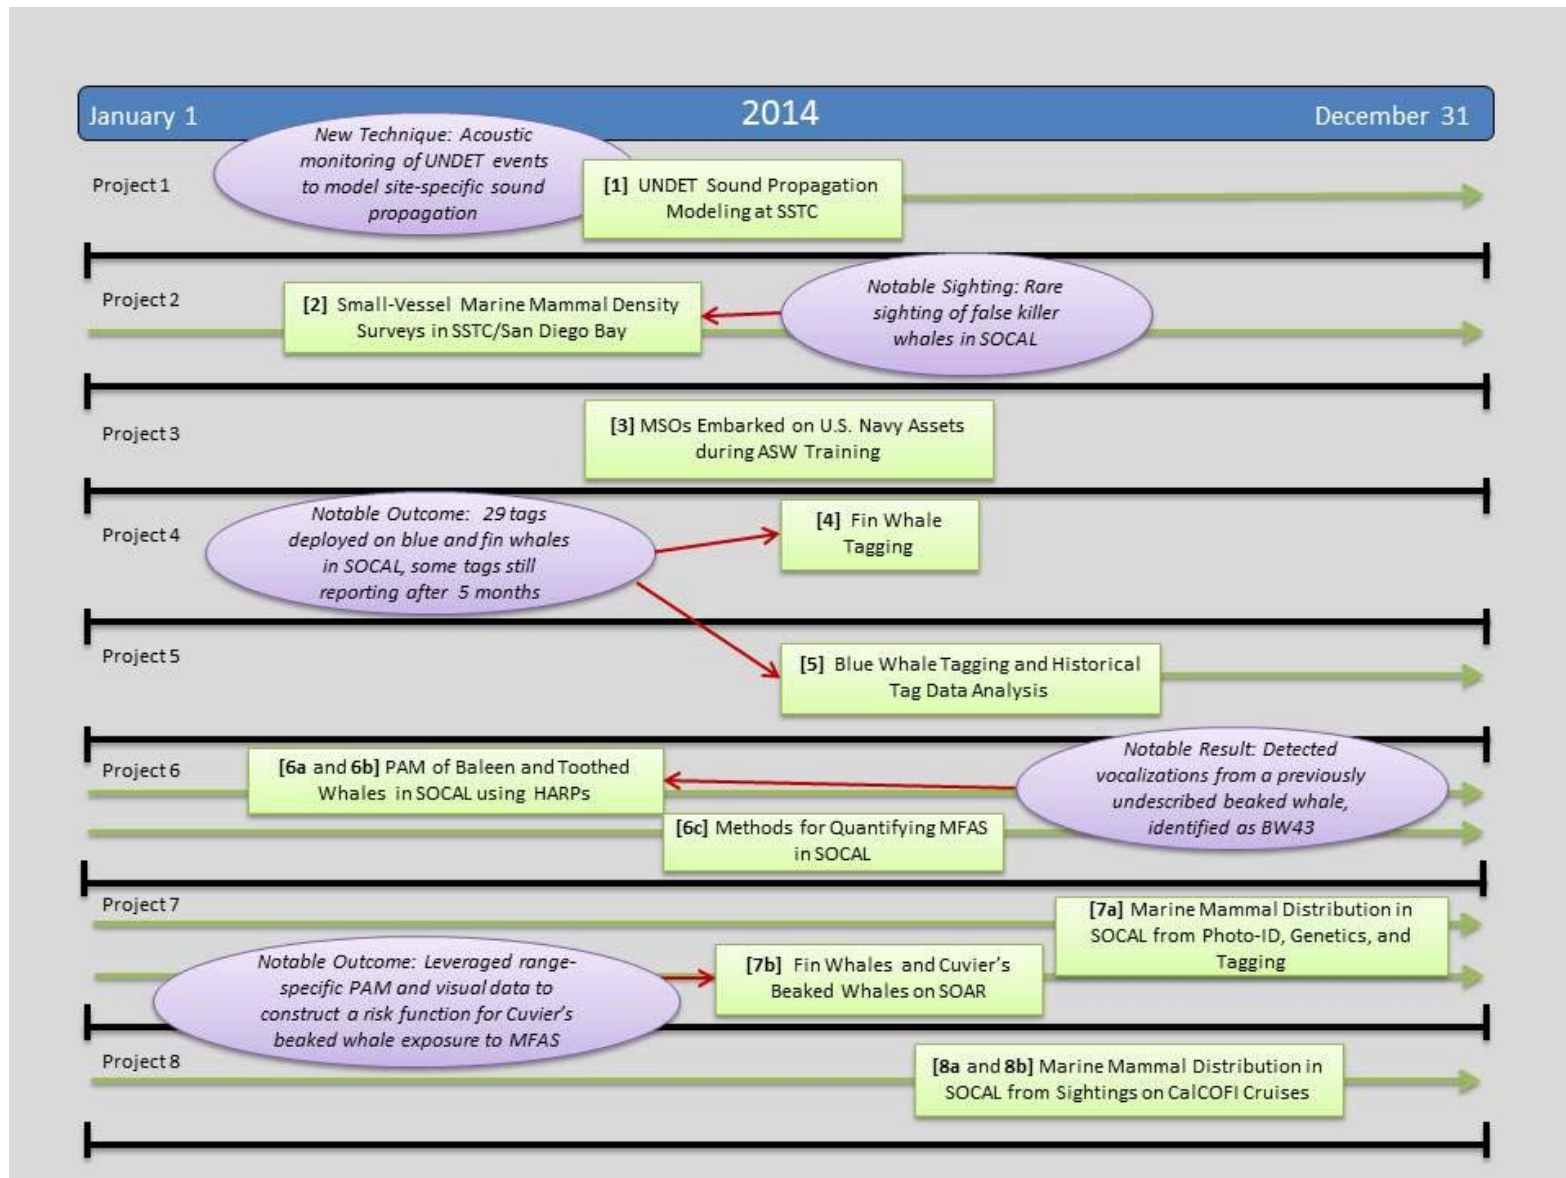 January 1
2014
December 31
New Technique: Acoustic
monitoring of UNDET events
to model site-specific sound
propagation
Project 1
[1] UNDET Sound Propagation
Modeling at SSTC
Project 2
[2] Small-Vessel Marine Mammal Density
Surveys in SSTC/San Diego Bay
Notable Sighting: Rare
sighting of false killer
whales in SOCAL
Project 3
[3] MSOs Embarked on U.S. Navy Assets
during ASW Training
Project 4
Notable Outcome: 29 tags
deployed on blue and fin whales
in SOCAL, some tags still
reporting after 5 months
[4] Fin Whale
Tagging
Project 5
[5] Blue Whale Tagging and Historical
Tag Data Analysis
Project 6
[6a and 6b] PAM of Baleen and Toothed
Whales in SOCAL using HARPs
Notable Result: Detected
vocalizations from a previously
undescribed beaked whale,
identified as BW43
[6c] Methods for Quantifying MFAS
in SOCAL
Project 7
[7a] Marine Mammal Distribution in
SOCAL from Photo-ID, Genetics, and
Tagging
Notable Outcome: Leveraged range-
specific PAM and visual data to
construct a risk function for Cuvier's
beaked whale exposure to MFAS
[7b] Fin Whales and Cuvier's
Beaked Whales on SOAR
Project 8
[8a and 8b] Marine Mammal Distribution in
SOCAL from Sightings on CalCOFI Cruises